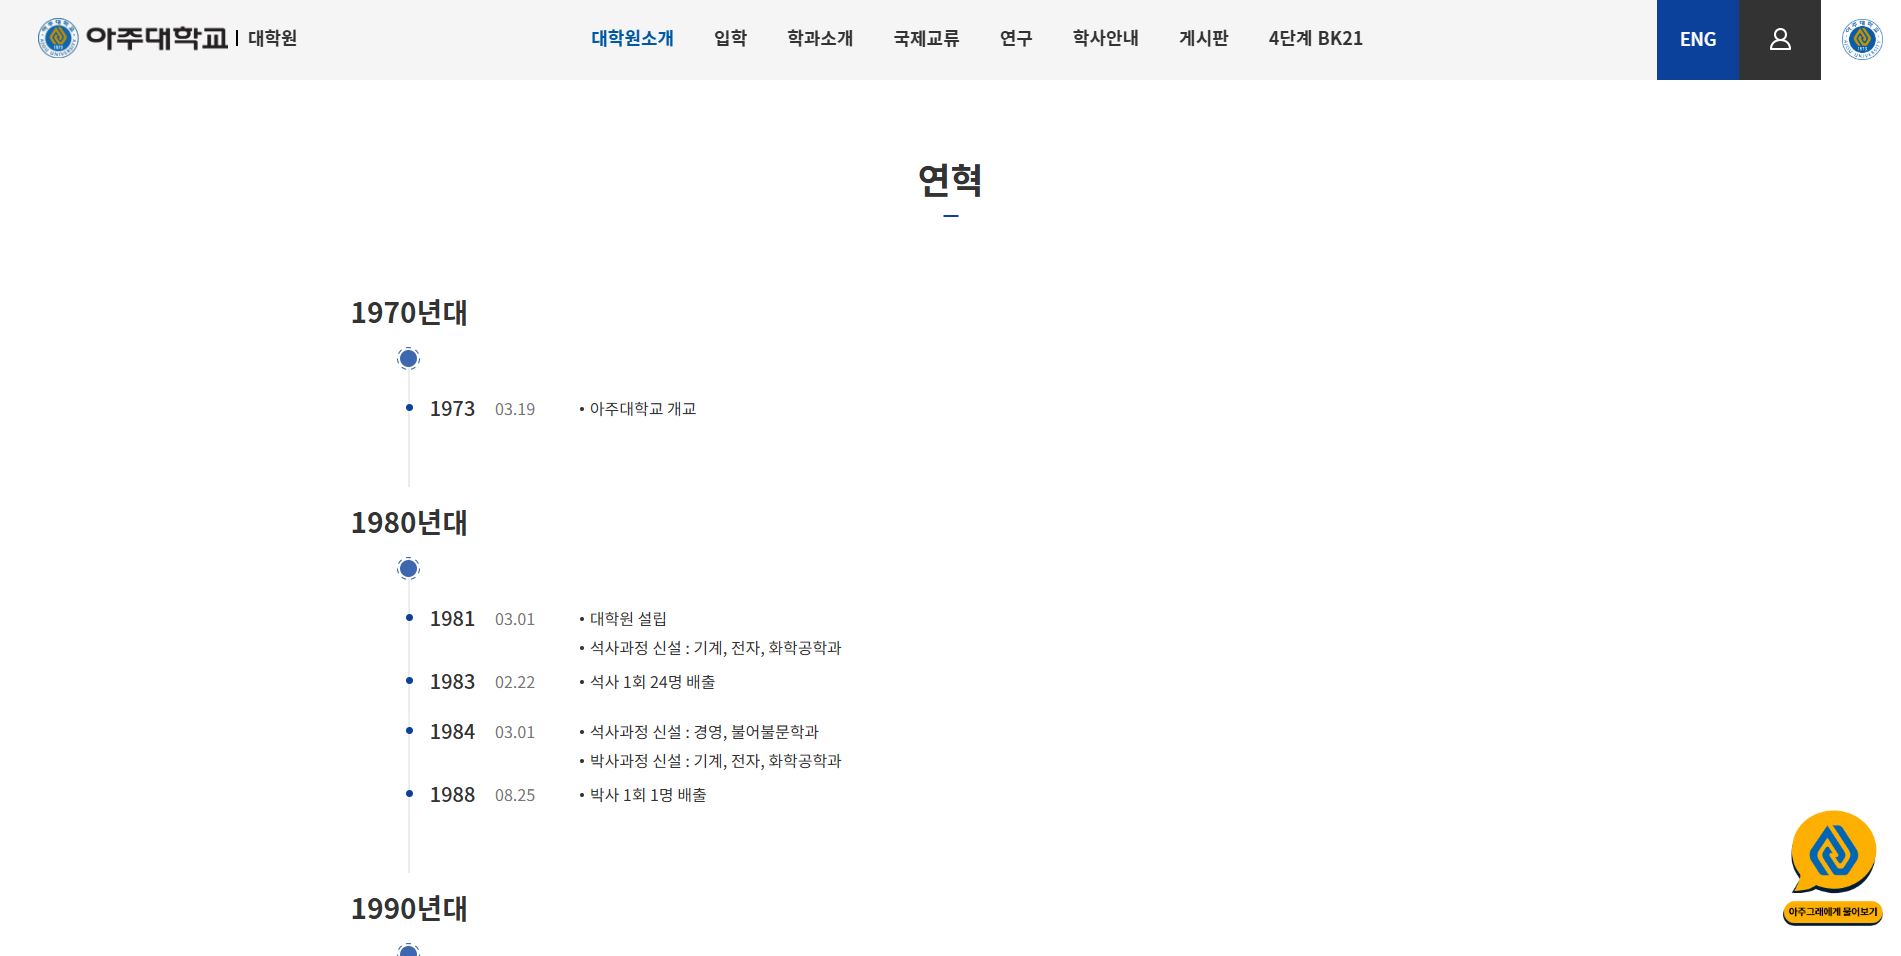 아주대학교 | 대학원
대학원소개 입학 학과소개 국제교류 연구 학사안내 게시판 4단계 BK21
ENG
연혁
1970년대
1973 03.19 • 아주대학교 개교
1980년대
1981 03.01 • 대학원 설립
• 석사과정 신설 : 기계, 전자, 화학공학과
1983 02.22 • 석사 1회 24명 배출
1984 03.01 • 석사과정 신설 : 경영, 불어불문학과
• 박사과정 신설 : 기계, 전자, 화학공학과
1988 08.25 • 박사 1회 1명 배출
아주그래에게 물어보기
1990년대